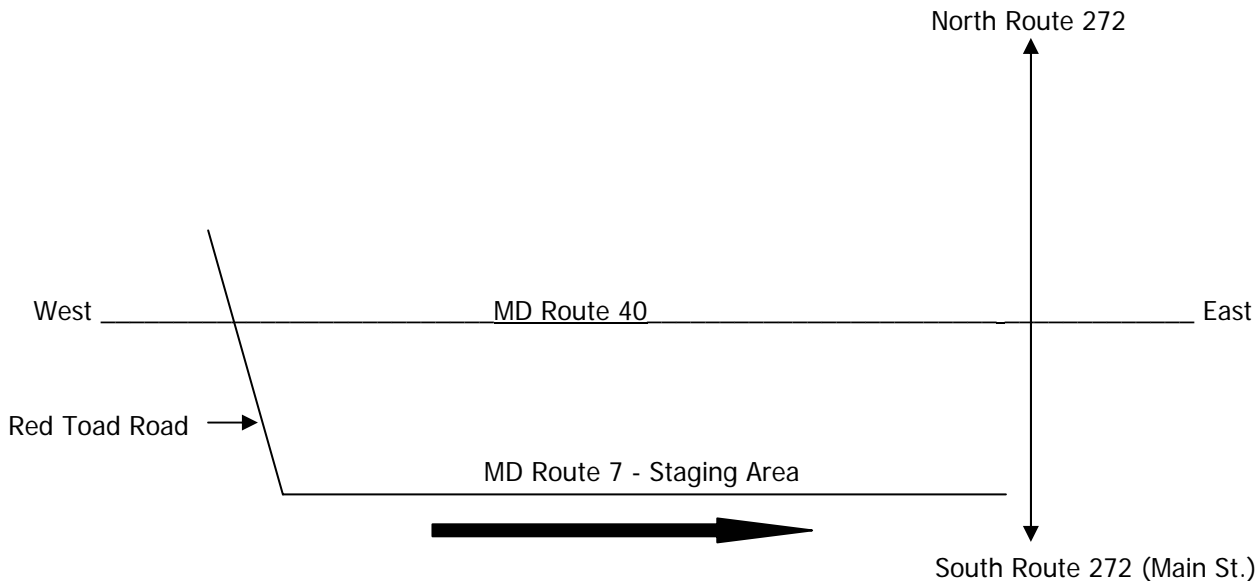 North Route 272
West MD Route 40 East
Red Toad Road
MD Route 7 - Staging Area
South Route 272 (Main St.)